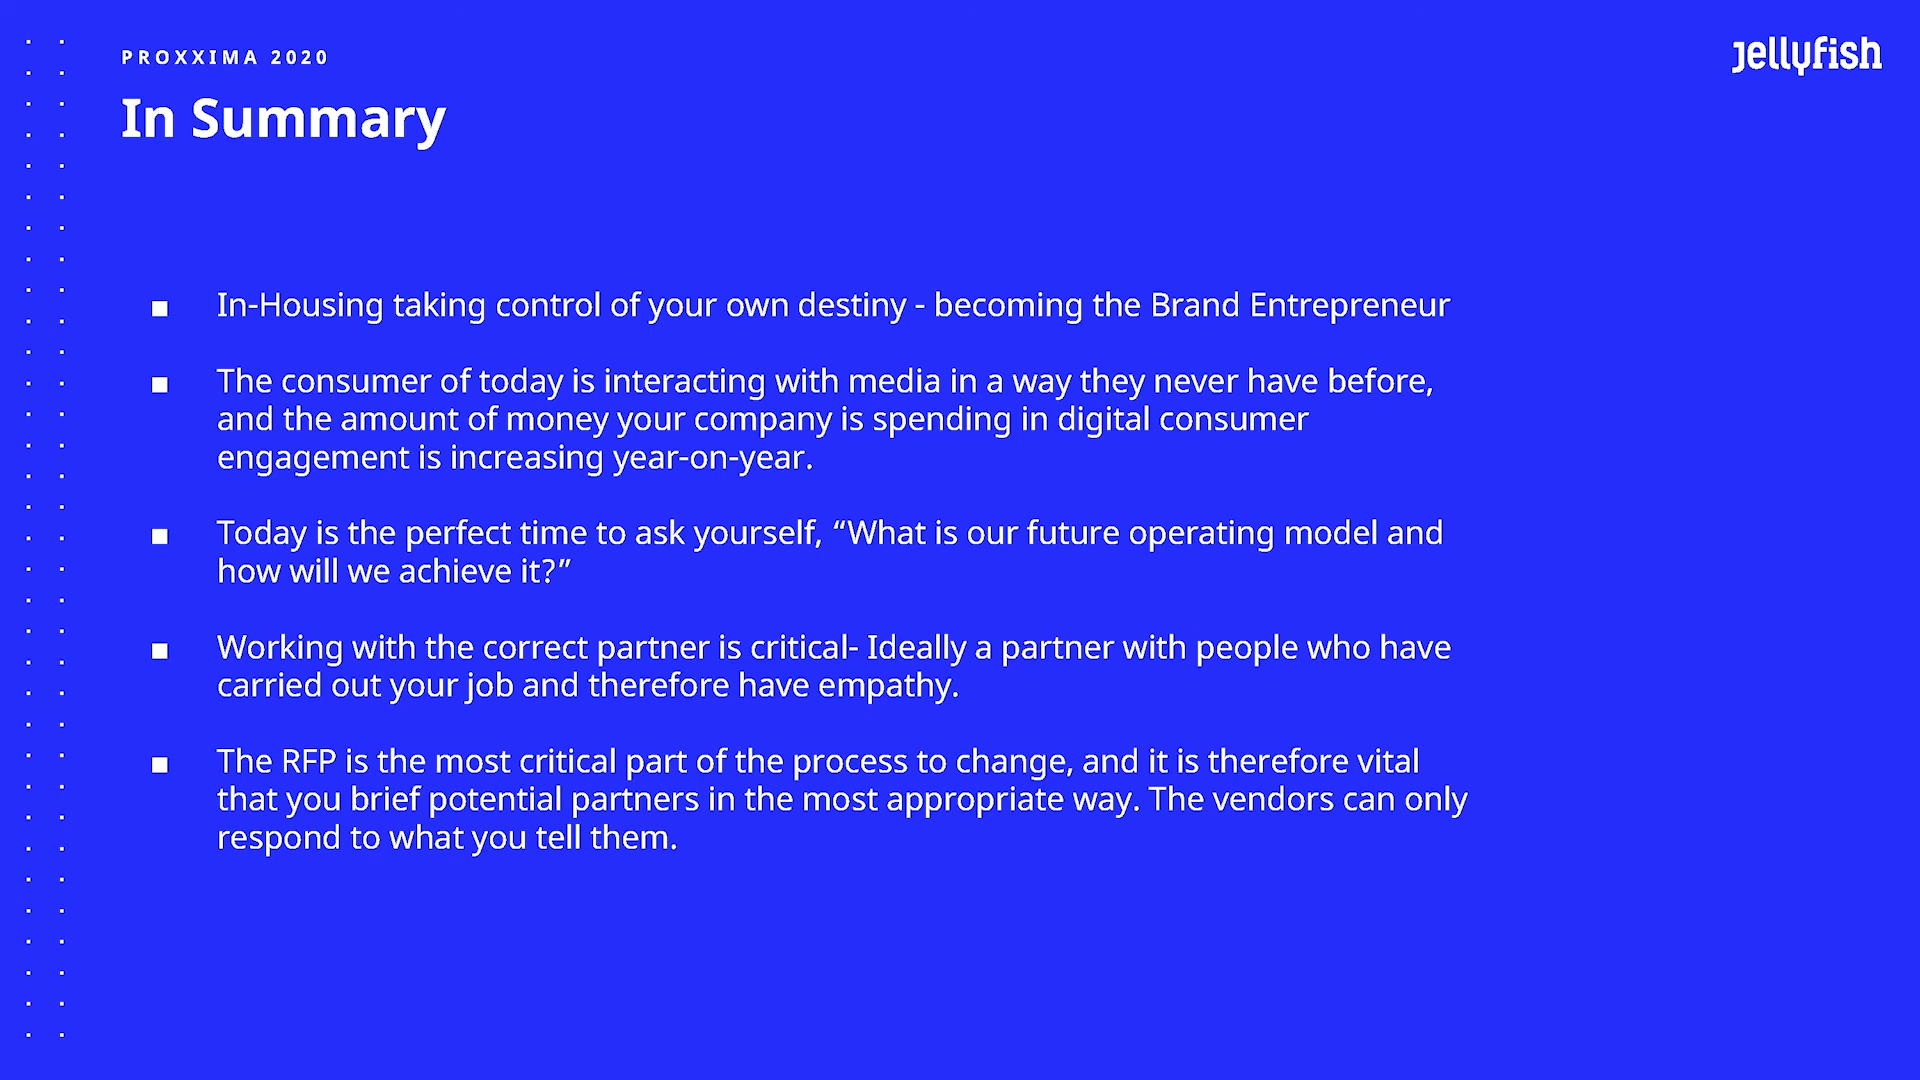 PROXXIMA 2020
jellyfish
In Summary
■ In-Housing taking control of your own destiny - becoming the Brand Entrepreneur
■ The consumer of today is interacting with media in a way they never have before,
and the amount of money your company is spending in digital consumer
engagement is increasing year-on-year.
■ Today is the perfect time to ask yourself, “What is our future operating model and
how will we achieve it?”
■ Working with the correct partner is critical- Ideally a partner with people who have
carried out your job and therefore have empathy.
■ The RFP is the most critical part of the process to change, and it is therefore vital
that you brief potential partners in the most appropriate way. The vendors can only
respond to what you tell them.